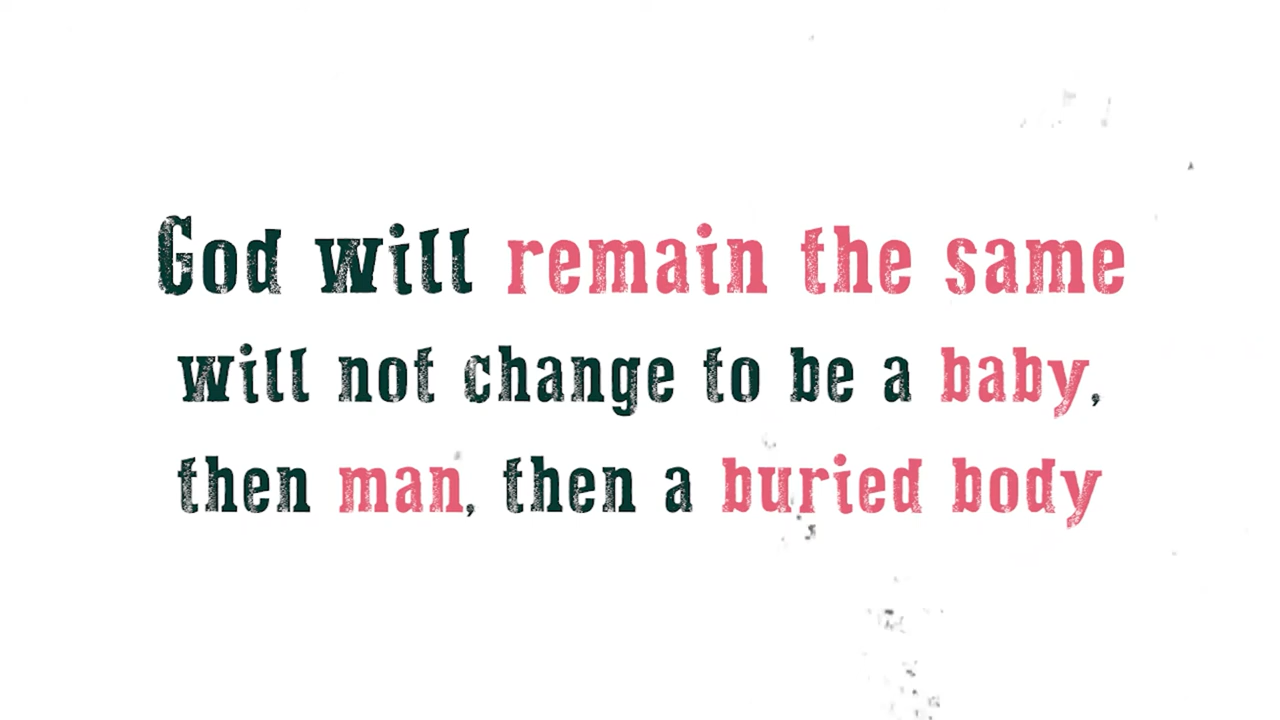 God will remain the same
will not change to be a baby,
then man, then a buried body